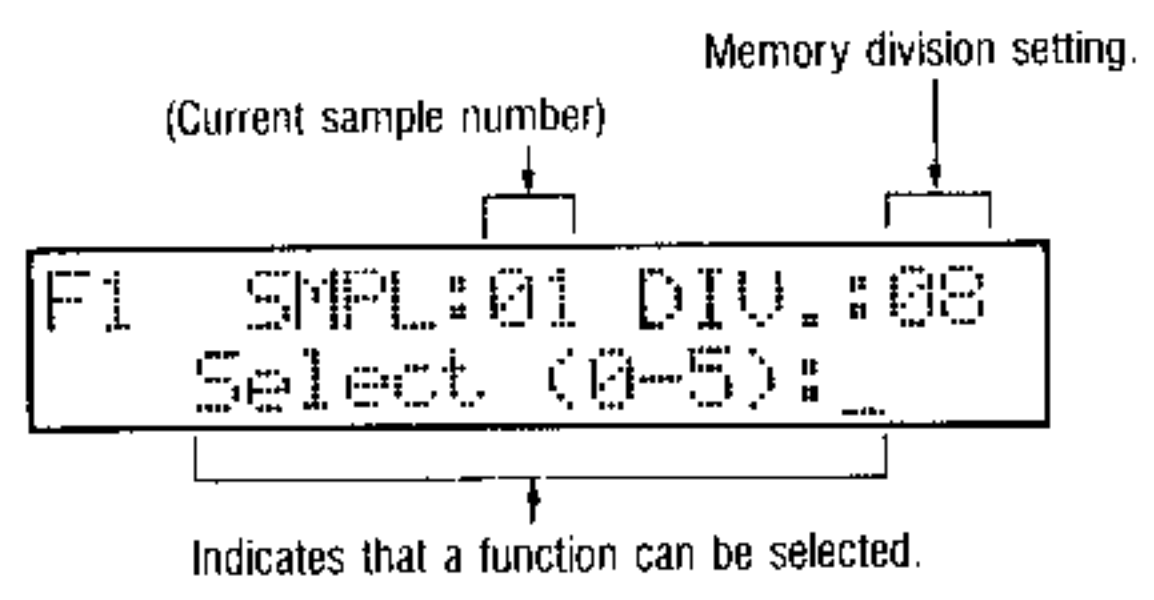 Memory division setting.
(Current sample number)
F1 SMPL:01 DIV.:08
Select (0-5):_
Indicates that a function can be selected.